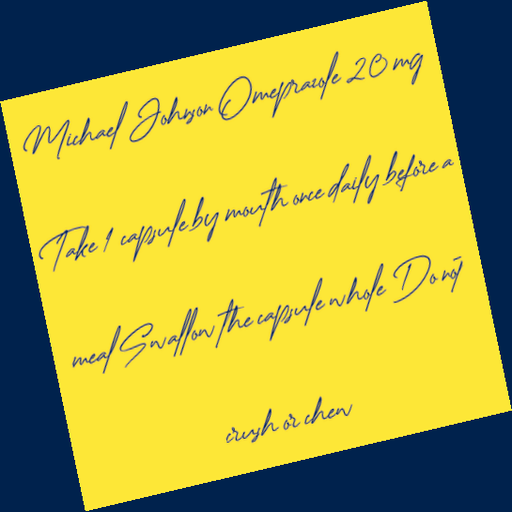 Michael Johnson Omeprazole 20 mg
Take 1 capsule by mouth once daily before a
meal Swallow the capsule whole Do not
crush or chew